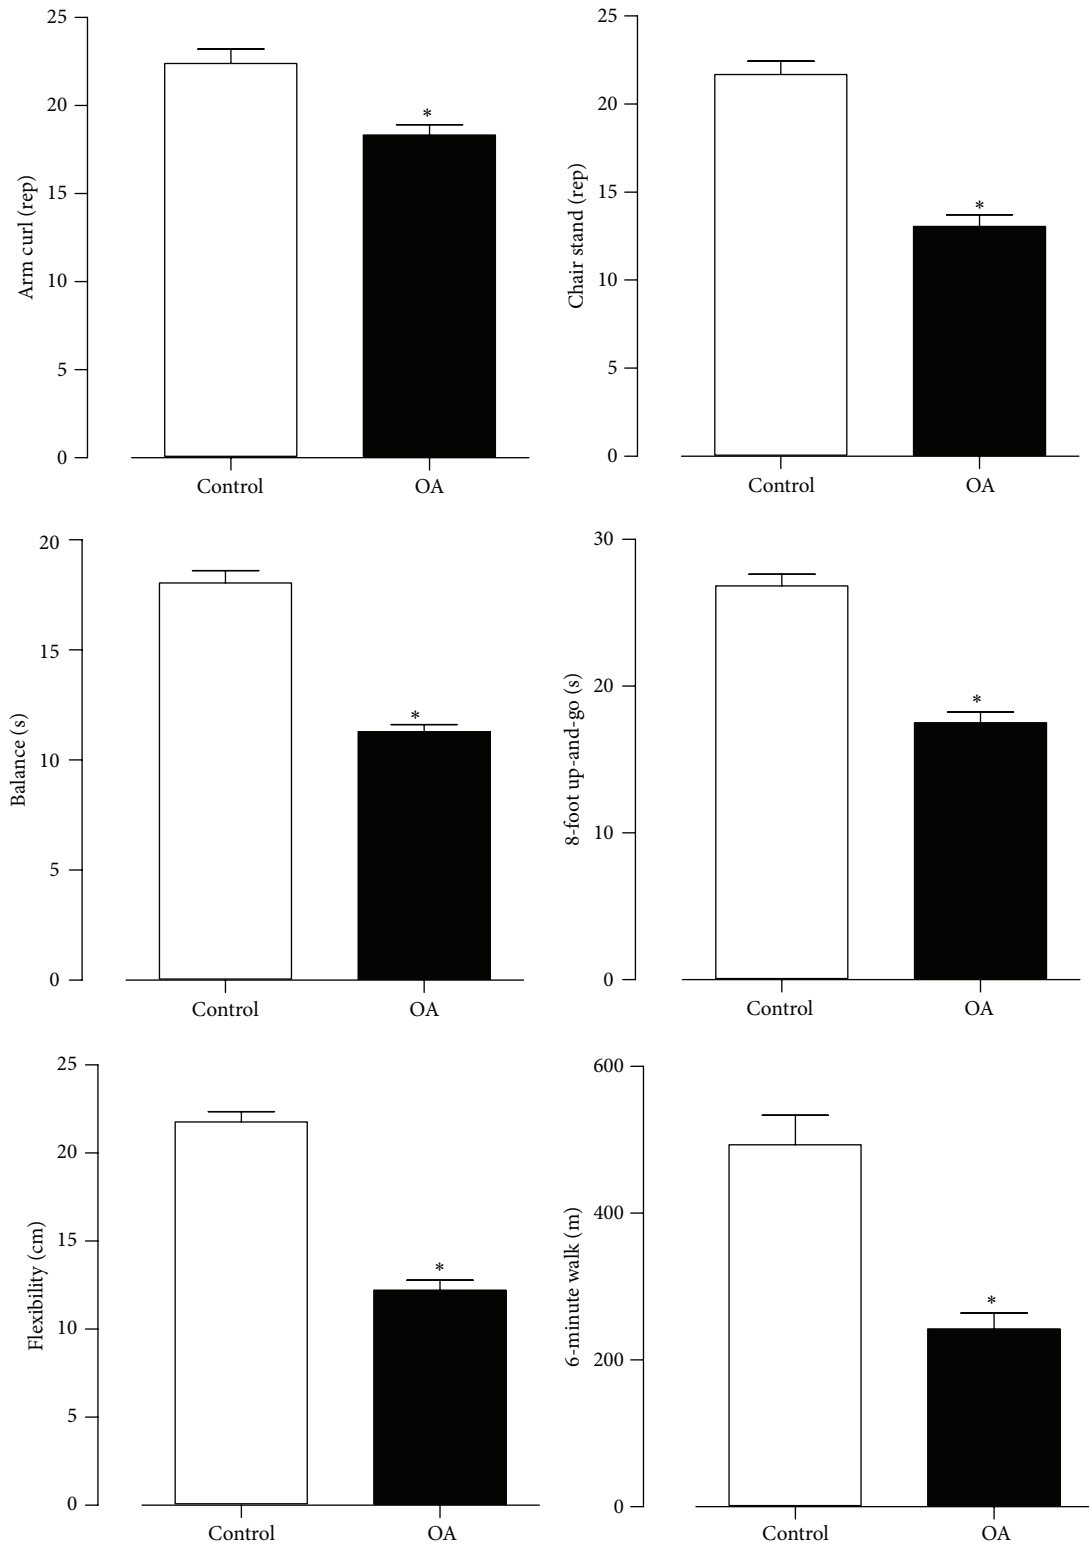 25
20
15
10
5
0
Arm curl (rep)
*
Control
OA
25
20
15
10
5
0
Chair stand (rep)
*
Control
OA
20
15
10
5
0
Balance (s)
*
Control
OA
30
20
10
0
8-foot up-and-go (s)
*
Control
OA
25
20
15
10
5
0
Flexibility (cm)
*
Control
OA
600
400
200
0
6-minute walk (m)
*
Control
OA